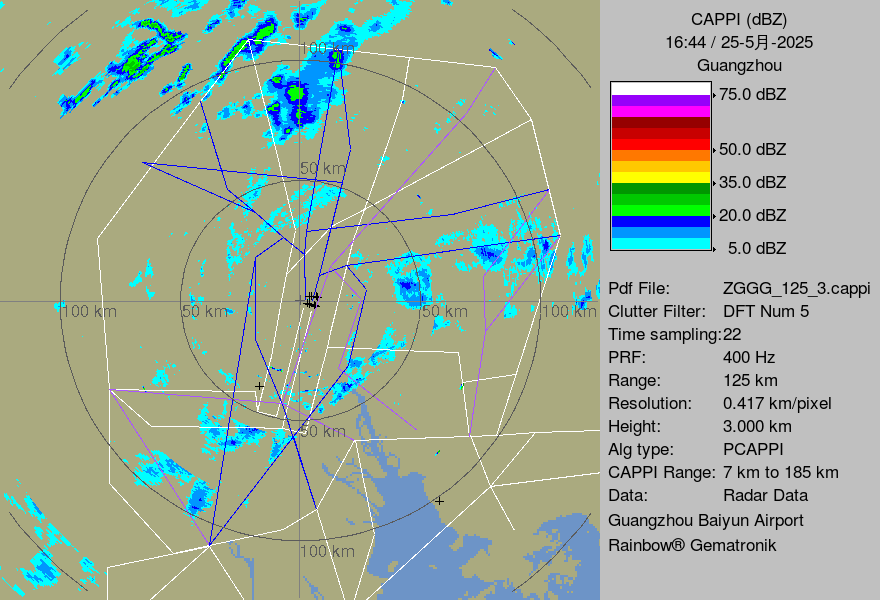 CAPPI (dBZ)
16:44 / 25-5月-2025
Guangzhou
75.0 dBZ
50.0 dBZ
35.0 dBZ
20.0 dBZ
5.0 dBZ
Pdf File: ZGGG_125_3.cappi
Clutter Filter: DFT Num 5
Time sampling:22
PRF: 400 Hz
Range: 125 km
Resolution: 0.417 km/pixel
Height: 3.000 km
Alg type: PCAPPI
CAPPI Range: 7 km to 185 km
Data: Radar Data
Guangzhou Baiyun Airport
Rainbow® Gematronik
100 km
50 km
100 km 50 km 50 km 100 km
50 km
100 km